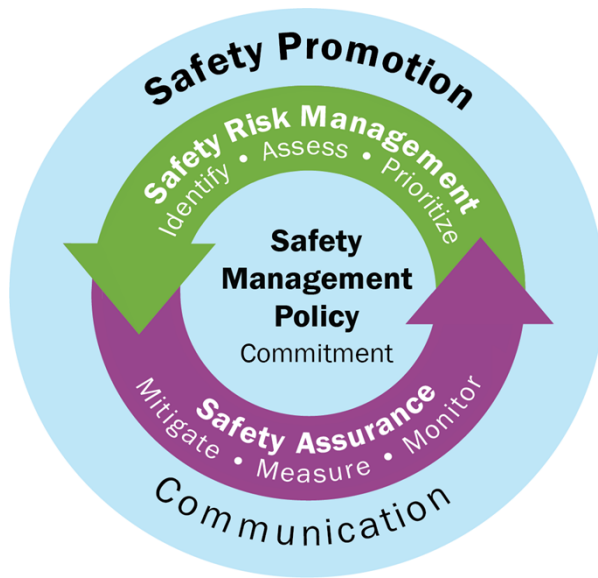 Safety Promotion
Safety Risk Management
Identify • Assess • Prioritize
Safety
Management
Policy
Commitment
Safety Assurance
Mitigate • Measure • Monitor
Communication